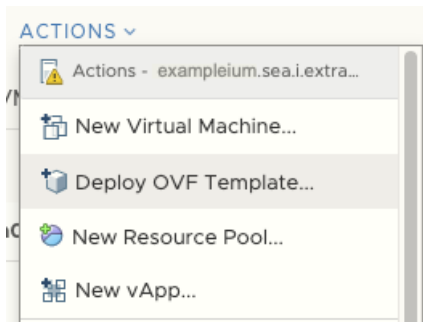 ACTIONS
Actions - exampleium.sea.i.extra...
New Virtual Machine...
Deploy OVF Template...
New Resource Pool...
New vApp...